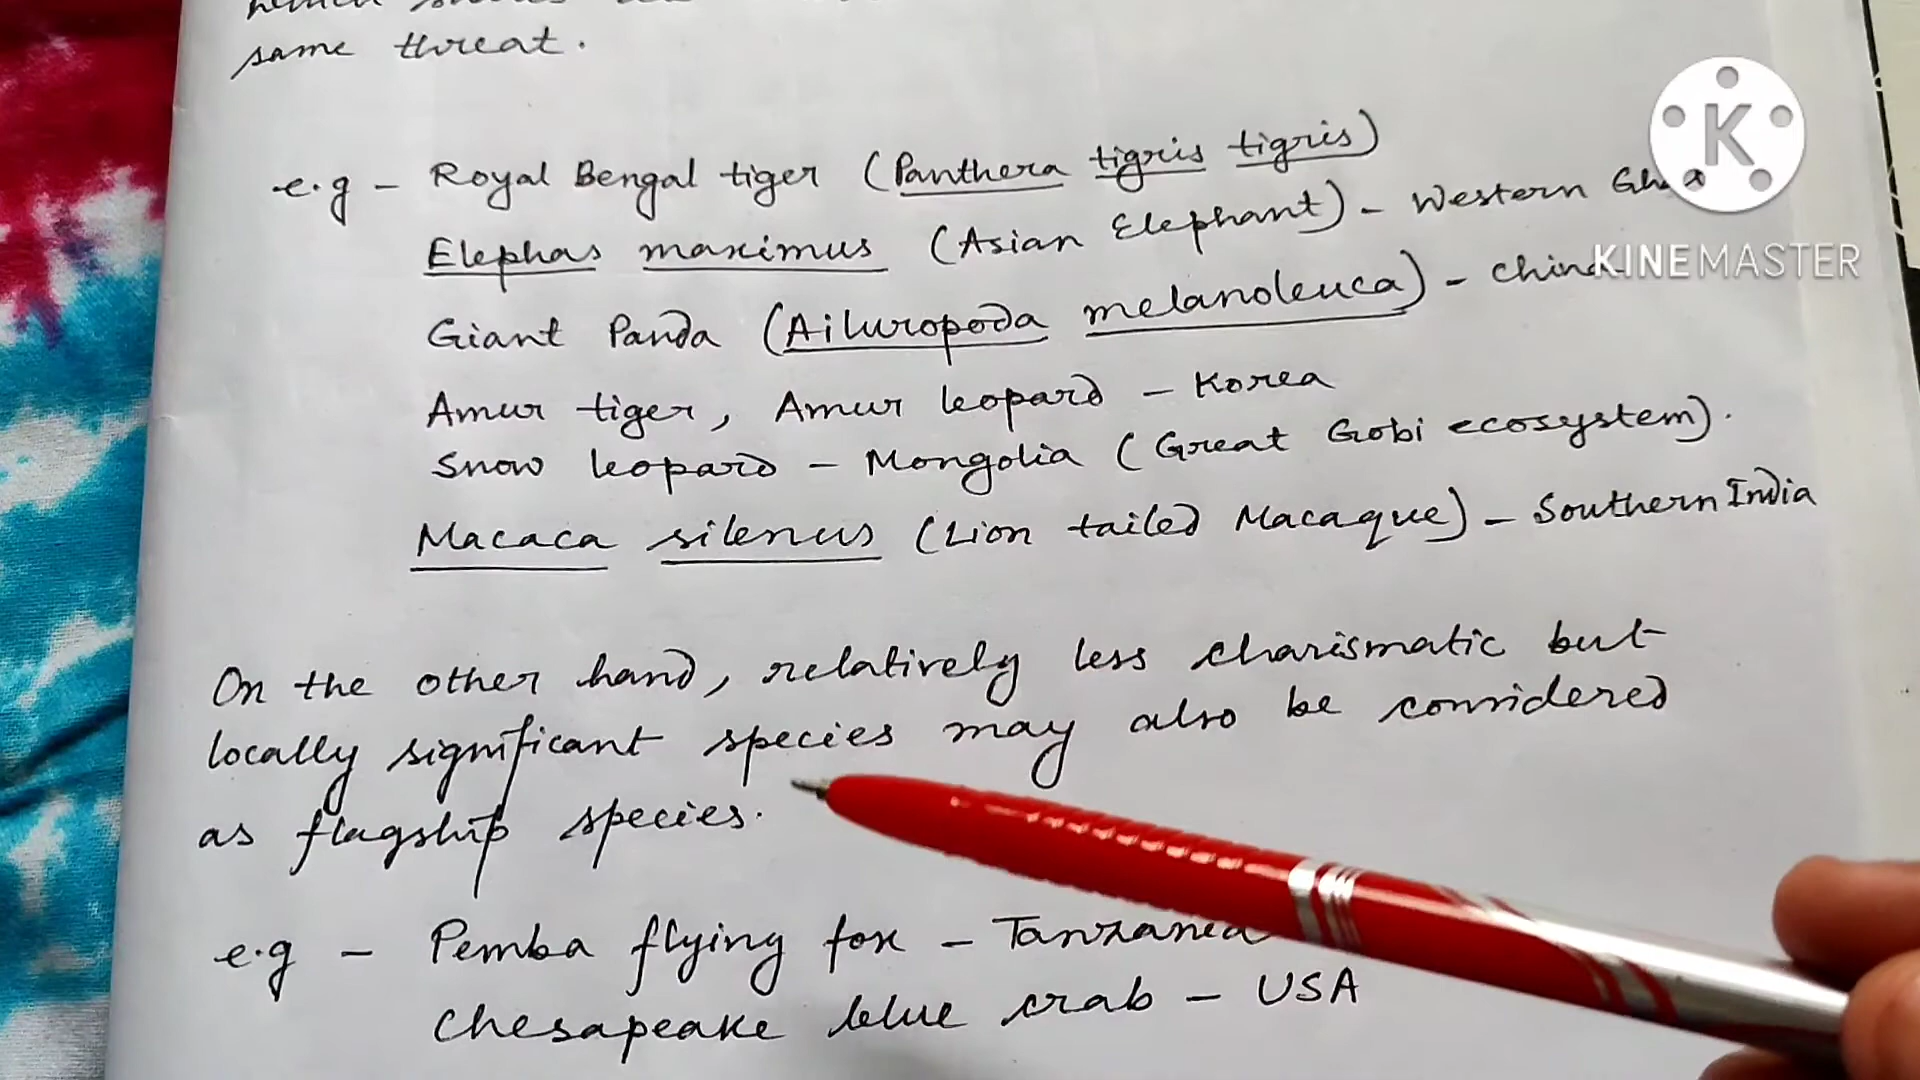 same threat.
e.g - Royal Bengal tiger (Panthera tigris tigris)
Elephas maximus (Asian Elephant) - Western
Giant Panda (Ailuropoda melanoleuca) - China
Amur tiger, Amur leopard - Korea
Snow leopard - Mongolia (Great Gobi ecosystem).
Macaca silenus (Lion tailed Macaque) - Southern India
On the other hand, relatively less charismatic but
locally significant species may also be considered
as flagship species.
e.g - Pemba flying fox - Tanzania
Chesapeake blue crab - USA
K
KINEMASTER